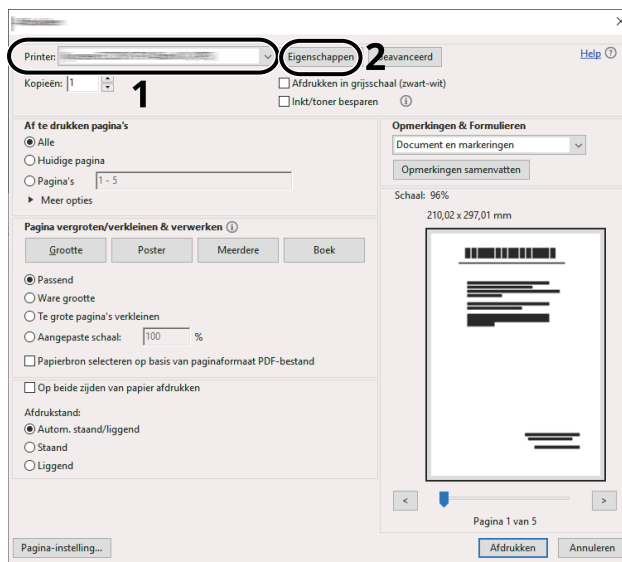 Printer:
Eigenschappen
2
Geavanceerd
Help
Kopieën: 1
1
Afdrukken in grijsschaal (zwart-wit)
Inkt/toner besparen
Af te drukken pagina's
Alle
Huidige pagina
Pagina's 1 - 5
Meer opties
Pagina vergroten/verkleinen & verwerken
Grootte Poster Meerdere Boek
Passend
Ware grootte
Te grote pagina's verkleinen
Aangepaste schaal: 100 %
Papierbron selecteren op basis van paginaformaat PDF-bestand
Op beide zijden van papier afdrukken
Afdrukstand:
Autom. staand/liggend
Staand
Liggend
Opmerkingen & Formulieren
Document en markeringen
Opmerkingen samenvatten
Schaal: 96%
210,02 x 297,01 mm
< >
Pagina 1 van 5
Pagina-instelling...
Afdrukken Annuleren